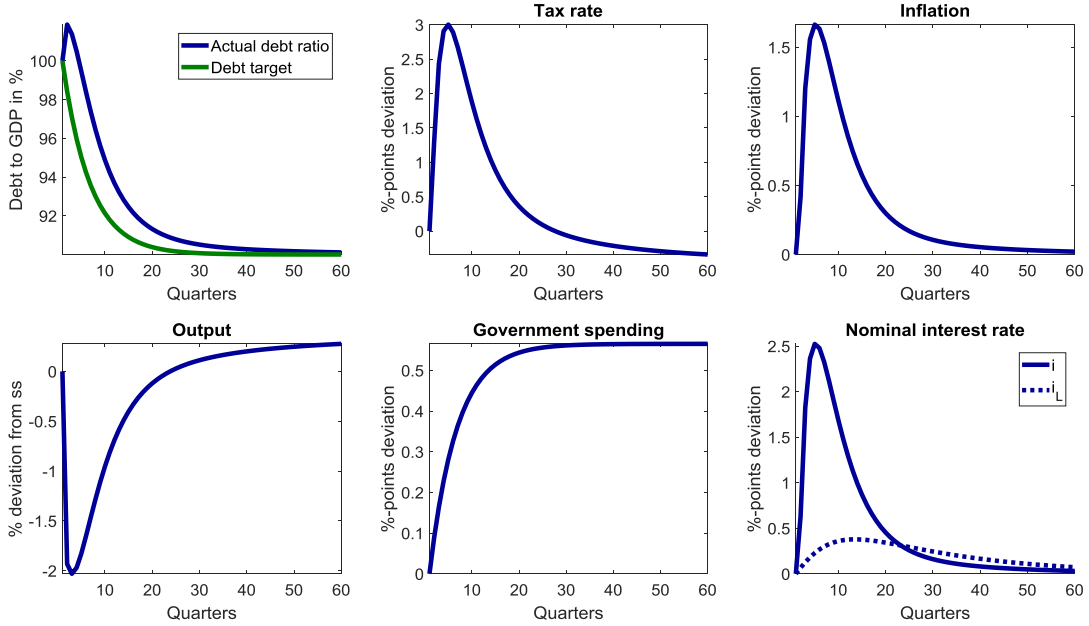 Debt to GDP in %
100
98
96
94
92
10 20 30 40 50 60
Quarters
Actual debt ratio
Debt target
Tax rate
%-points deviation
3
2.5
2
1.5
1
0.5
0
10 20 30 40 50 60
Quarters
Inflation
%-points deviation
1.5
1
0.5
0
10 20 30 40 50 60
Quarters
Output
% deviation from ss
0
-0.5
-1
-1.5
-2
10 20 30 40 50 60
Quarters
Government spending
%-points deviation
0.5
0.4
0.3
0.2
0.1
0
10 20 30 40 50 60
Quarters
Nominal interest rate
%-points deviation
2.5
2
1.5
1
0.5
0
10 20 30 40 50 60
Quarters
i
i_L